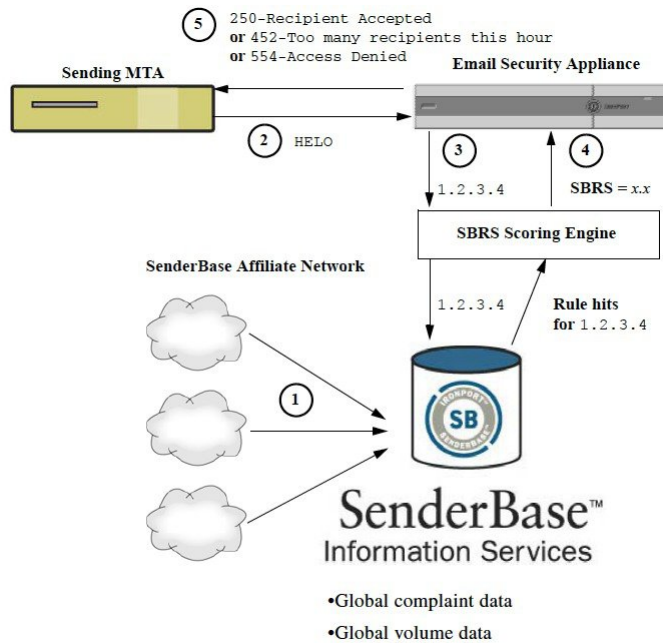 5
250-Recipient Accepted
or 452-Too many recipients this hour
or 554-Access Denied
Sending MTA
Email Security Appliance
2
HELO
3
4
1.2.3.4
SBRS = x.x
SBRS Scoring Engine
SenderBase Affiliate Network
1.2.3.4
Rule hits
for 1.2.3.4
1
IRONPORT
SB
SENDERBASE
SenderBase™
Information Services
•Global complaint data
•Global volume data